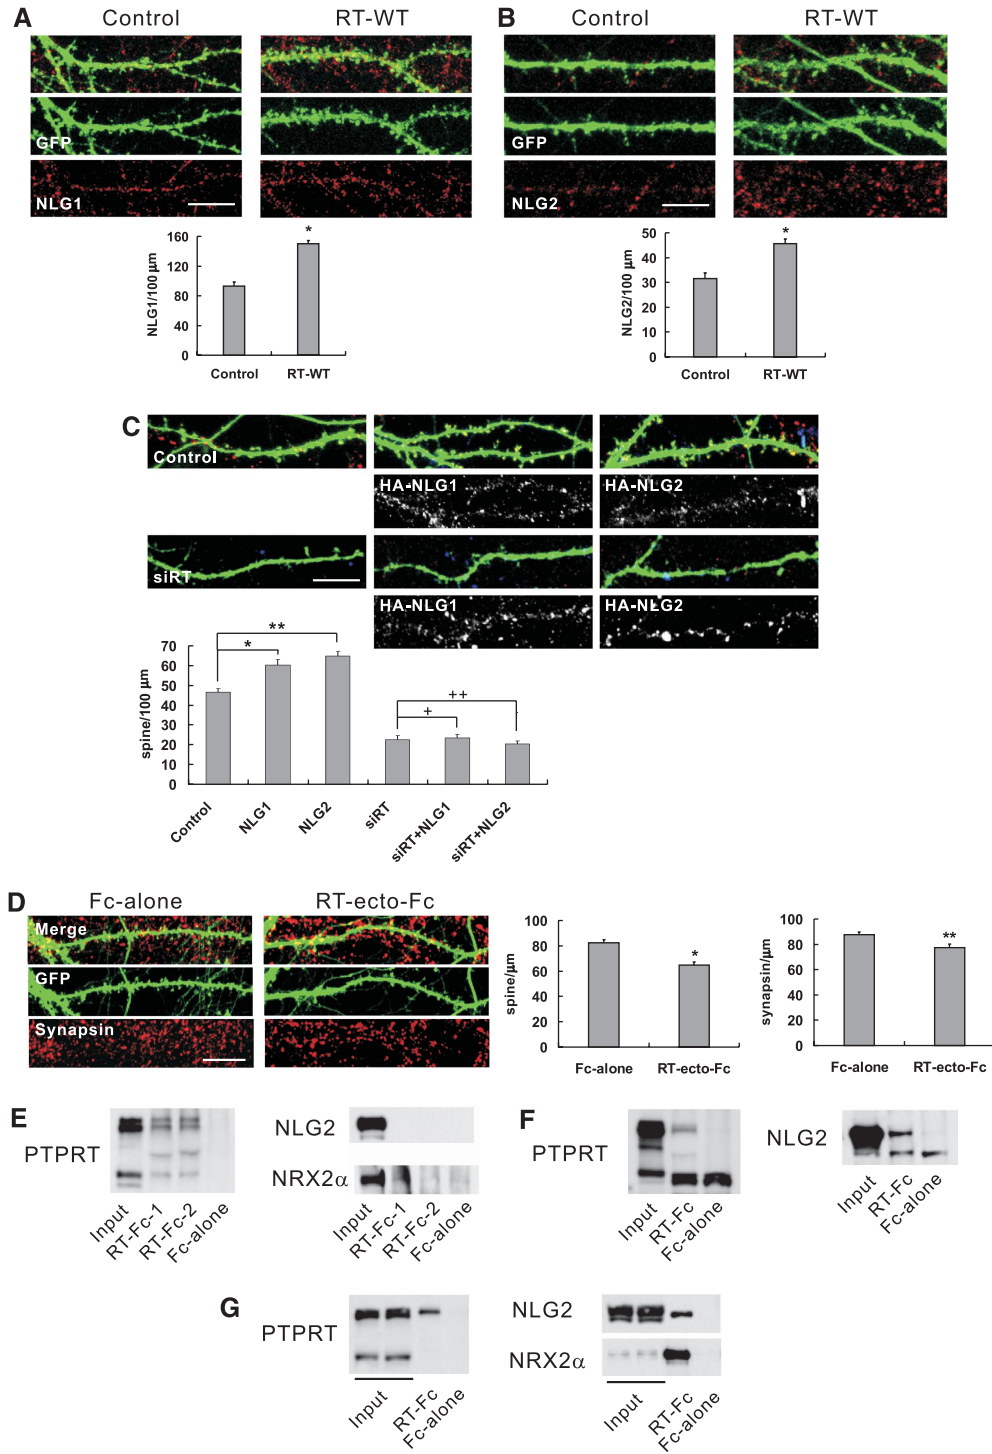 A Control RT-WT
B Control RT-WT
GFP
NLG1
GFP
NLG2
NLG1/100 µm
160
120
80
40
0
*
Control RT-WT
NLG2/100 µm
50
40
30
20
10
0
*
Control RT-WT
C
Control
HA-NLG1 HA-NLG2
siRT
HA-NLG1 HA-NLG2
spine/100 µm
70
60
50
40
30
20
10
0
**
*
++
+
Control NLG1 NLG2 siRT siRT+NLG1 siRT+NLG2
D Fc-alone RT-ecto-Fc
Merge
GFP
Synapsin
spine/µm
100
80
60
40
20
0
*
Fc-alone RT-ecto-Fc
synapsin/µm
100
80
60
40
20
0
**
Fc-alone RT-ecto-Fc
E
PTPRT
Input RT-Fc-1 RT-Fc-2 Fc-alone
NLG2
NRX2α
Input RT-Fc-1 RT-Fc-2 Fc-alone
F
PTPRT
Input RT-Fc Fc-alone
NLG2
Input RT-Fc Fc-alone
G
PTPRT
Input RT-Fc Fc-alone
NLG2
NRX2α
Input RT-Fc Fc-alone